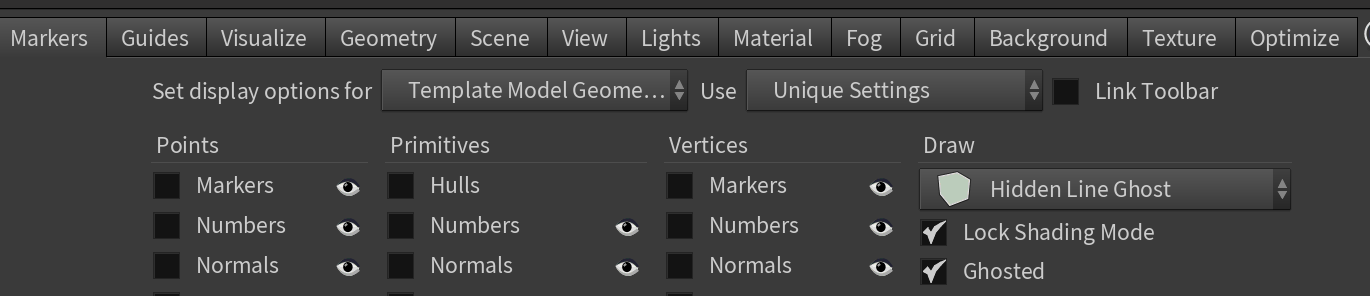 Markers Guides Visualize Geometry Scene View Lights Material Fog Grid Background Texture Optimize
Set display options for Template Model Geome... Use Unique Settings Link Toolbar
Points Primitives Vertices Draw
Markers Hulls Markers Hidden Line Ghost
Numbers Numbers Numbers Lock Shading Mode
Normals Normals Normals Ghosted